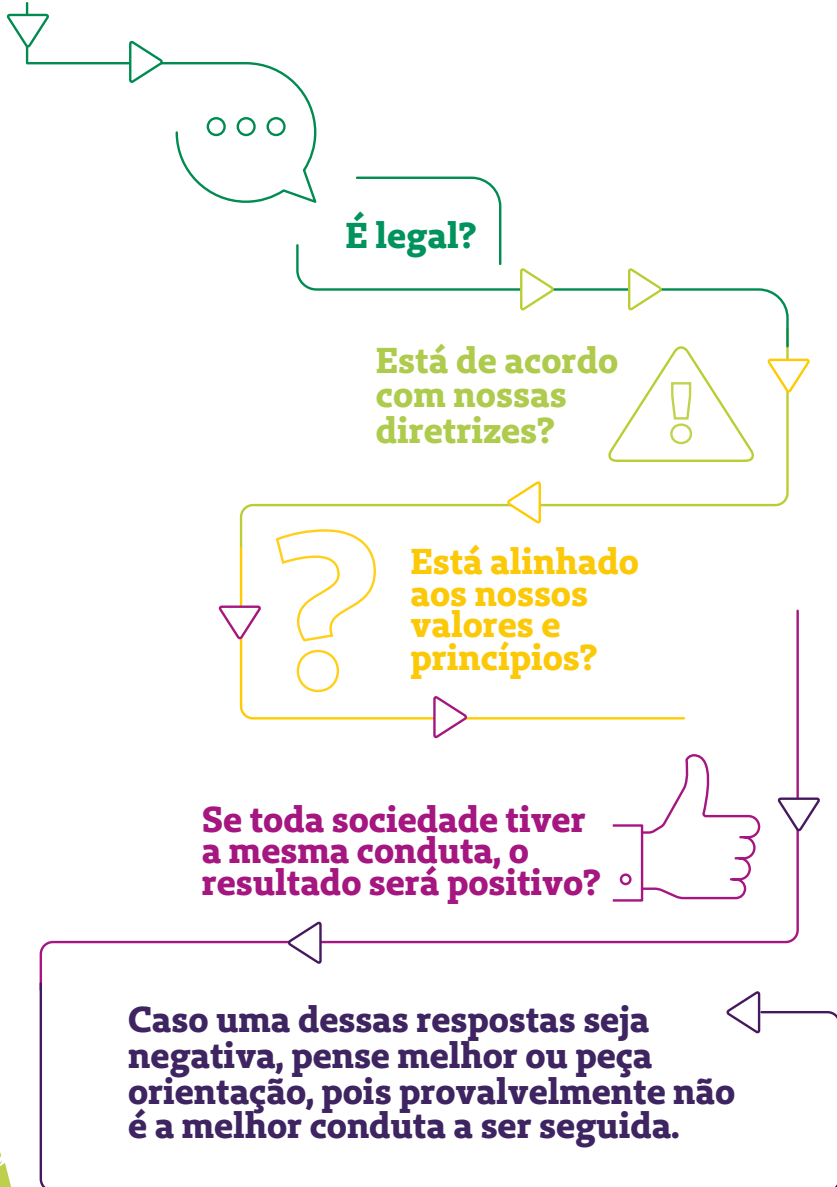 É legal?
Está de acordo
com nossas
diretrizes?
Está alinhado
aos nossos
valores e
princípios?
Se toda sociedade tiver
a mesma conduta, o
resultado será positivo?
Caso uma dessas respostas seja
negativa, pense melhor ou peça
orientação, pois provalvelmente não
é a melhor conduta a ser seguida.